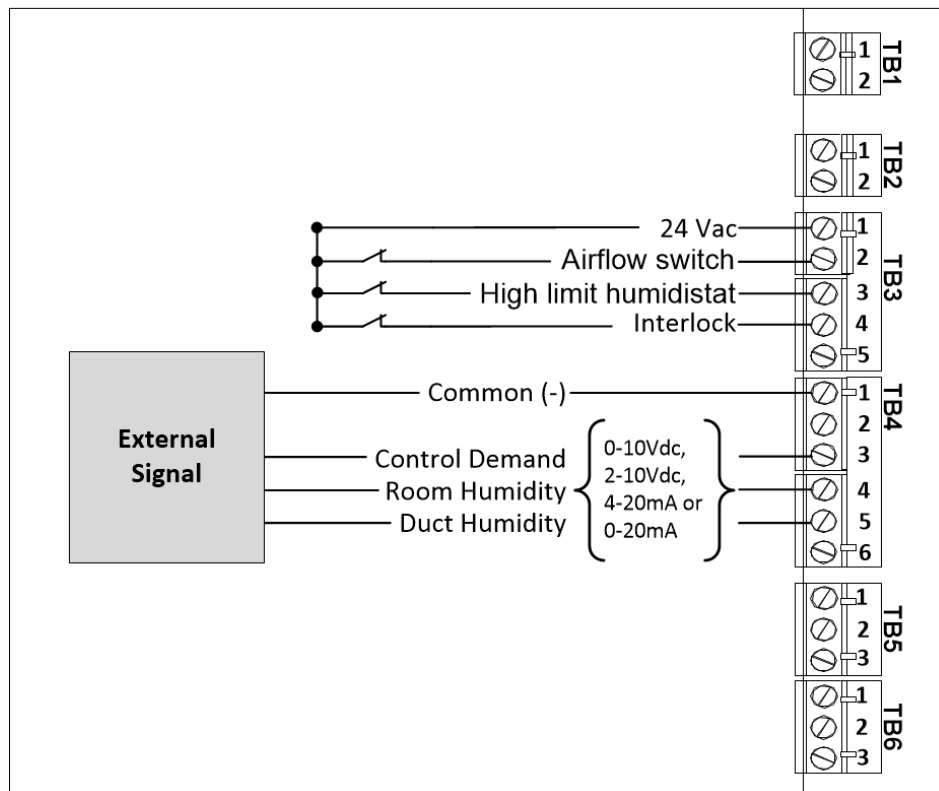 1
2
TB1
1
2
TB2
24 Vac
1
Airflow switch
2
High limit humidistat
3
Interlock
4
5
TB3
Common (-)
1
2
3
4
5
6
TB4
External
Signal
Control Demand
Room Humidity
Duct Humidity
0-10Vdc,
2-10Vdc,
4-20mA or
0-20mA
1
2
3
TB5
1
2
3
TB6